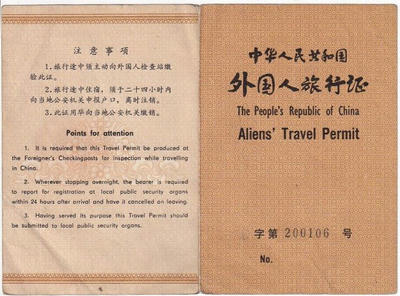 注意事项
1.旅行途中须主动向外国人检查站缴
验此证。
2.旅行途中住宿，须于二十四小时内
向当地公安机关申报户口，离时注销。
3.此证用毕向当地公安机关缴销。
Points for attention
1. It is required that this Travel Permit be produced at
the Foreigner's Checkingposts for inspection while travelling
in China.
2. Wherever stopping overnight, the bearer is required
to report for registration at local public security organs
within 24 hours after arrival and have it cancelled on leaving.
3. Having served its purpose this Travel Permit should
be submitted to local public security organs.
中华人民共和国
外国人旅行证
The People's Republic of China
Aliens' Travel Permit
字第 200106 号
No.